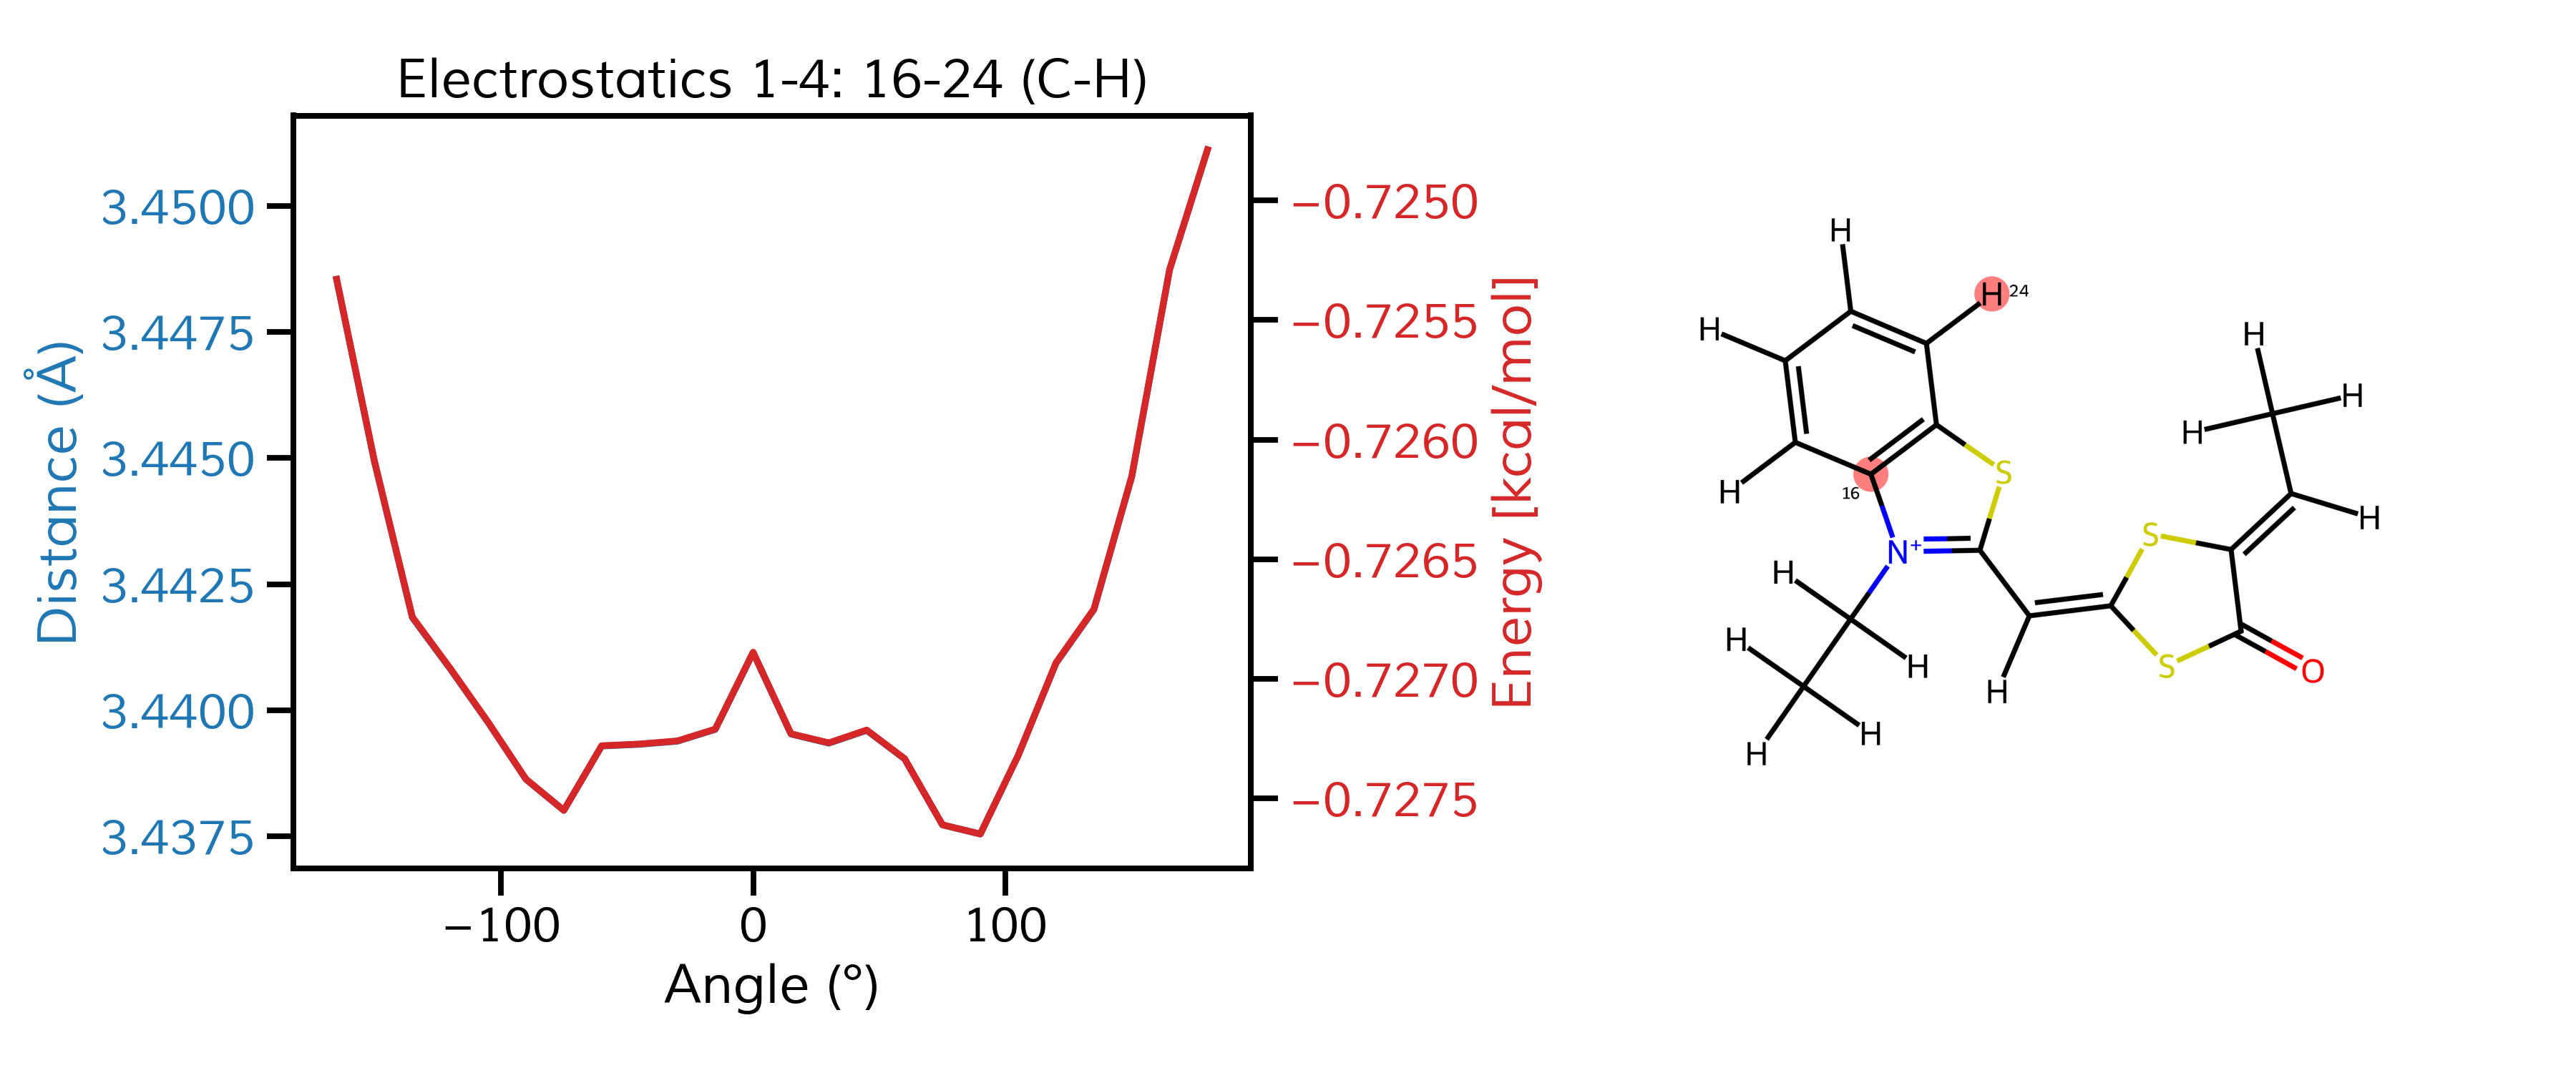 Electrostatics 1-4: 16-24 (C-H)
Distance (Å)
3.4500
3.4475
3.4450
3.4425
3.4400
3.4375
−100
0
100
Angle (°)
−0.7250
−0.7255
−0.7260
−0.7265
−0.7270
−0.7275
Energy [kcal/mol]
H
H 24
H
H
H
H
S
16
H
H
S
N+
H
H
H
S
O
H
H
H
H